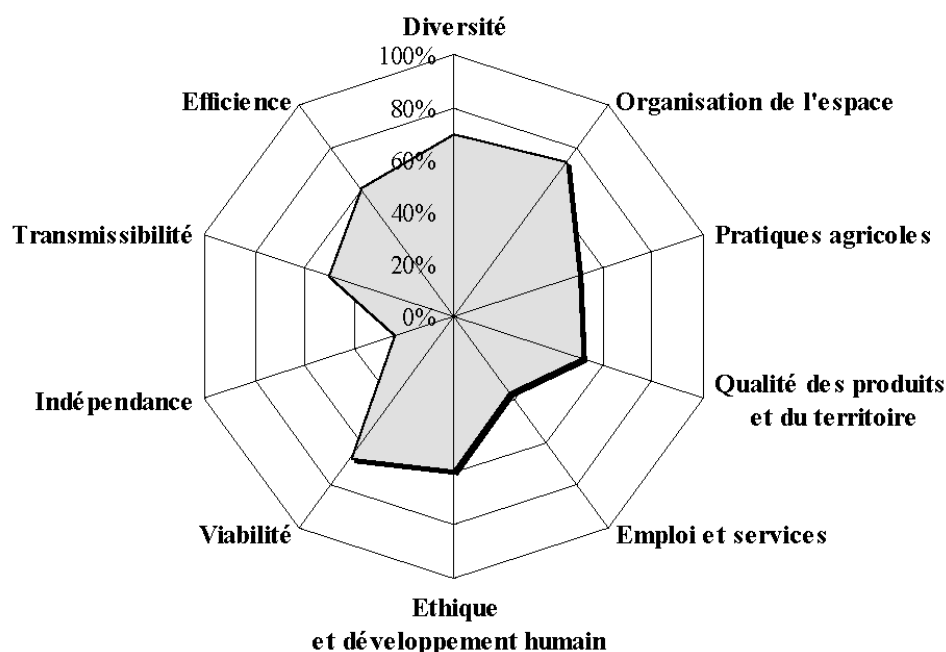 Diversité
100%
Efficience
Organisation de l'espace
80%
60%
40%
Transmissibilité
Pratiques agricoles
20%
0%
Indépendance
Qualité des produits
et du territoire
Viabilité
Emploi et services
Ethique
et développement humain